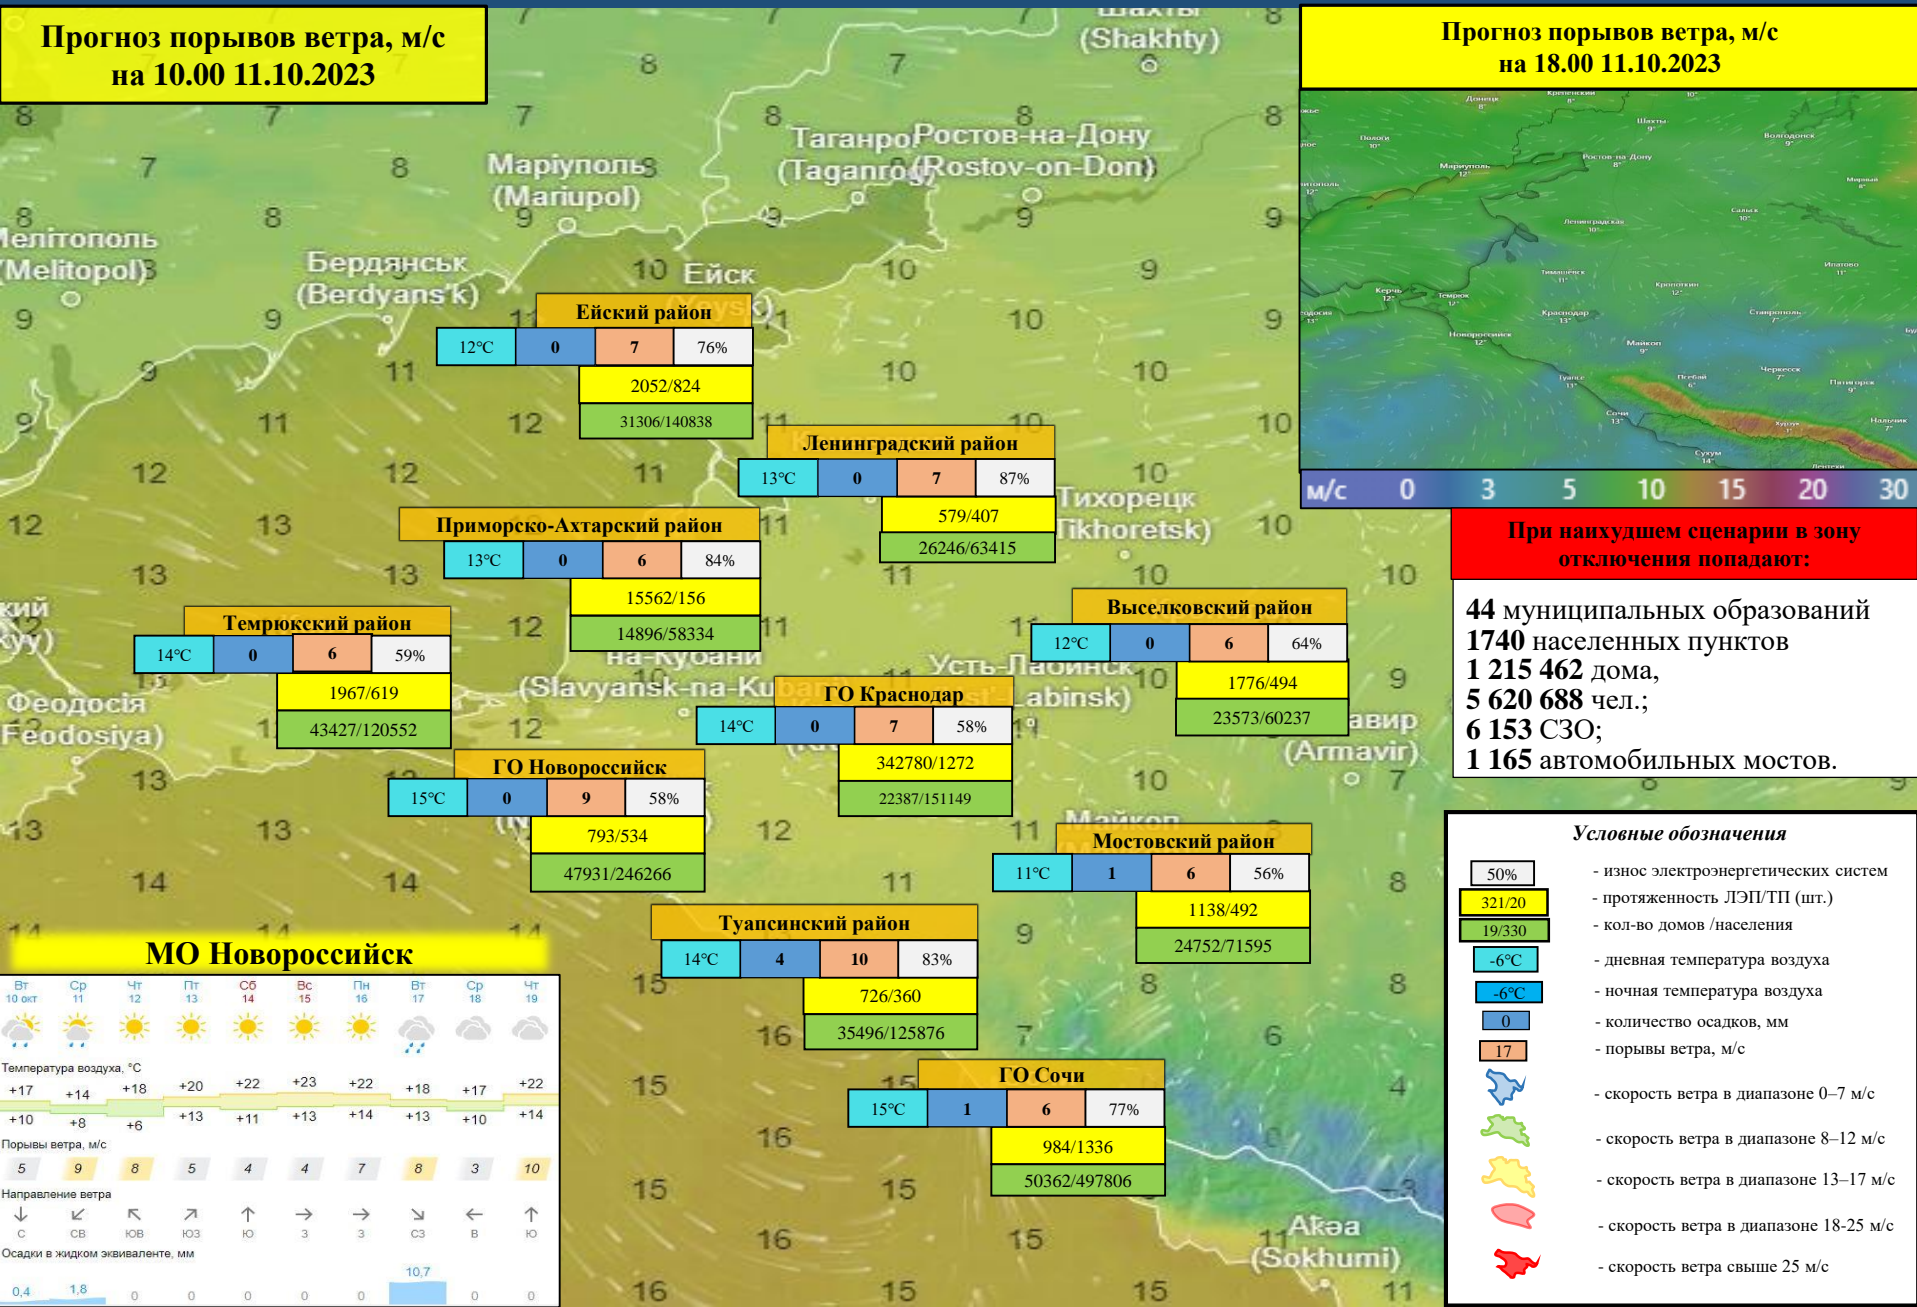 Прогноз порывов ветра, м/с
на 10.00 11.10.2023
Прогноз порывов ветра, м/с
на 18.00 11.10.2023
(Shakhty)
Маріуполь
(Mariupol)
Таганрог
(Taganrog)
Ростов-на-Дону
(Rostov-on-Don)
(Melitopol)
Бердянськ
(Berdyans'k)
Ейск
Ейский район
12°С 0 7 76%
2052/824
31306/140838
Ленинградский район
13°С 0 7 87%
579/407
26246/63415
Тихорецк
Приморско-Ахтарский район
13°С 0 6 84%
15562/156
14896/58334
Темрюкский район
14°С 0 6 59%
1967/619
43427/120552
Выселковский район
12°С 0 6 64%
1776/494
23573/60237
на-Кубани
Усть-Лабинск
Феодосія
ГО Краснодар
14°С 0 7 58%
342780/1272
22387/151149
(Armavir)
ГО Новороссийск
15°С 0 9 58%
793/534
47931/246266
Мостовский район
11°С 1 6 56%
1138/492
24752/71595
Туапсинский район
14°С 4 10 83%
726/360
35496/125876
ГО Сочи
15°С 1 6 77%
984/1336
50362/497806
Аҟәа
(Sokhumi)
м/с 0 3 5 10 15 20 30
При наихудшем сценарии в зону
отключения попадают:
44 муниципальных образований
1740 населенных пунктов
1 215 462 дома,
5 620 688 чел.;
6 153 СЗО;
1 165 автомобильных мостов.
Условные обозначения
50% - износ электроэнергетических систем
321/20 - протяженность ЛЭП/ТП (шт.)
19/330 - кол-во домов /населения
-6°С - дневная температура воздуха
-6°С - ночная температура воздуха
0 - количество осадков, мм
17 - порывы ветра, м/с
- скорость ветра в диапазоне 0–7 м/с
- скорость ветра в диапазоне 8–12 м/с
- скорость ветра в диапазоне 13–17 м/с
- скорость ветра в диапазоне 18-25 м/с
- скорость ветра свыше 25 м/с
МО Новороссийск
Вт Ср Чт Пт Сб Вс Пн Вт Ср Чт
10 окт 11 12 13 14 15 16 17 18 19
Температура воздуха, °C
+17 +14 +18 +20 +22 +23 +22 +18 +17 +22
+10 +8 +6 +13 +11 +13 +14 +13 +10 +14
Порывы ветра, м/с
5 9 8 5 4 4 7 8 3 10
Направление ветра
С СВ ЮВ ЮЗ Ю З З СЗ В Ю
Осадки в жидком эквиваленте, мм
0,4 1,8 0 0 0 0 0 10,7 0 0